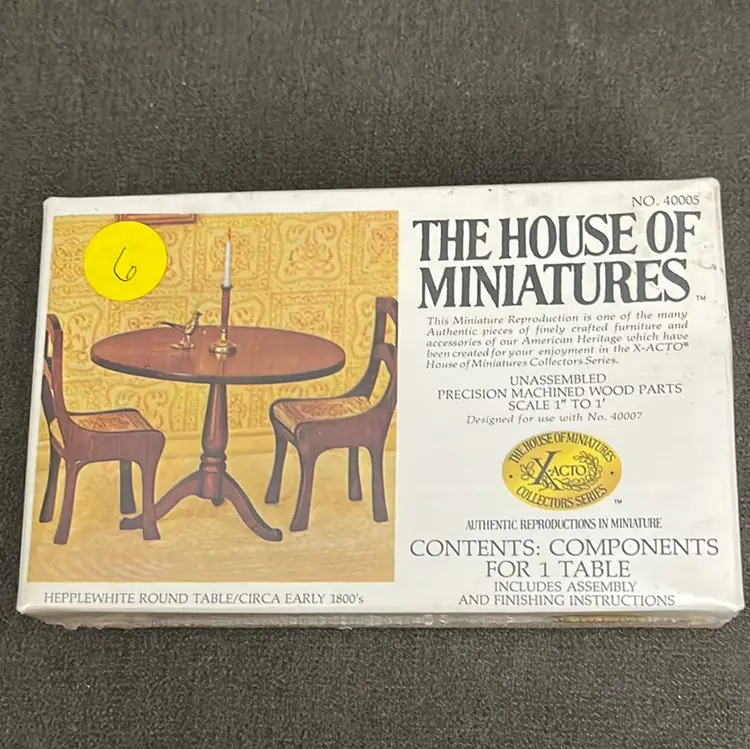 6
NO. 40005
THE HOUSE OF
MINIATURES™
This Miniature Reproduction is one of the many
Authentic pieces of finely crafted furniture and
accessories of our American Heritage which have
been created for your enjoyment in the X-ACTO®
House of Miniatures Collectors Series.
UNASSEMBLED
PRECISION MACHINED WOOD PARTS
SCALE 1" TO 1'
Designed for use with No. 40007
THE HOUSE OF MINIATURES
X-ACTO
COLLECTORS SERIES™
AUTHENTIC REPRODUCTIONS IN MINIATURE
CONTENTS: COMPONENTS
FOR 1 TABLE
INCLUDES ASSEMBLY
AND FINISHING INSTRUCTIONS
HEPPLEWHITE ROUND TABLE/CIRCA EARLY 1800's